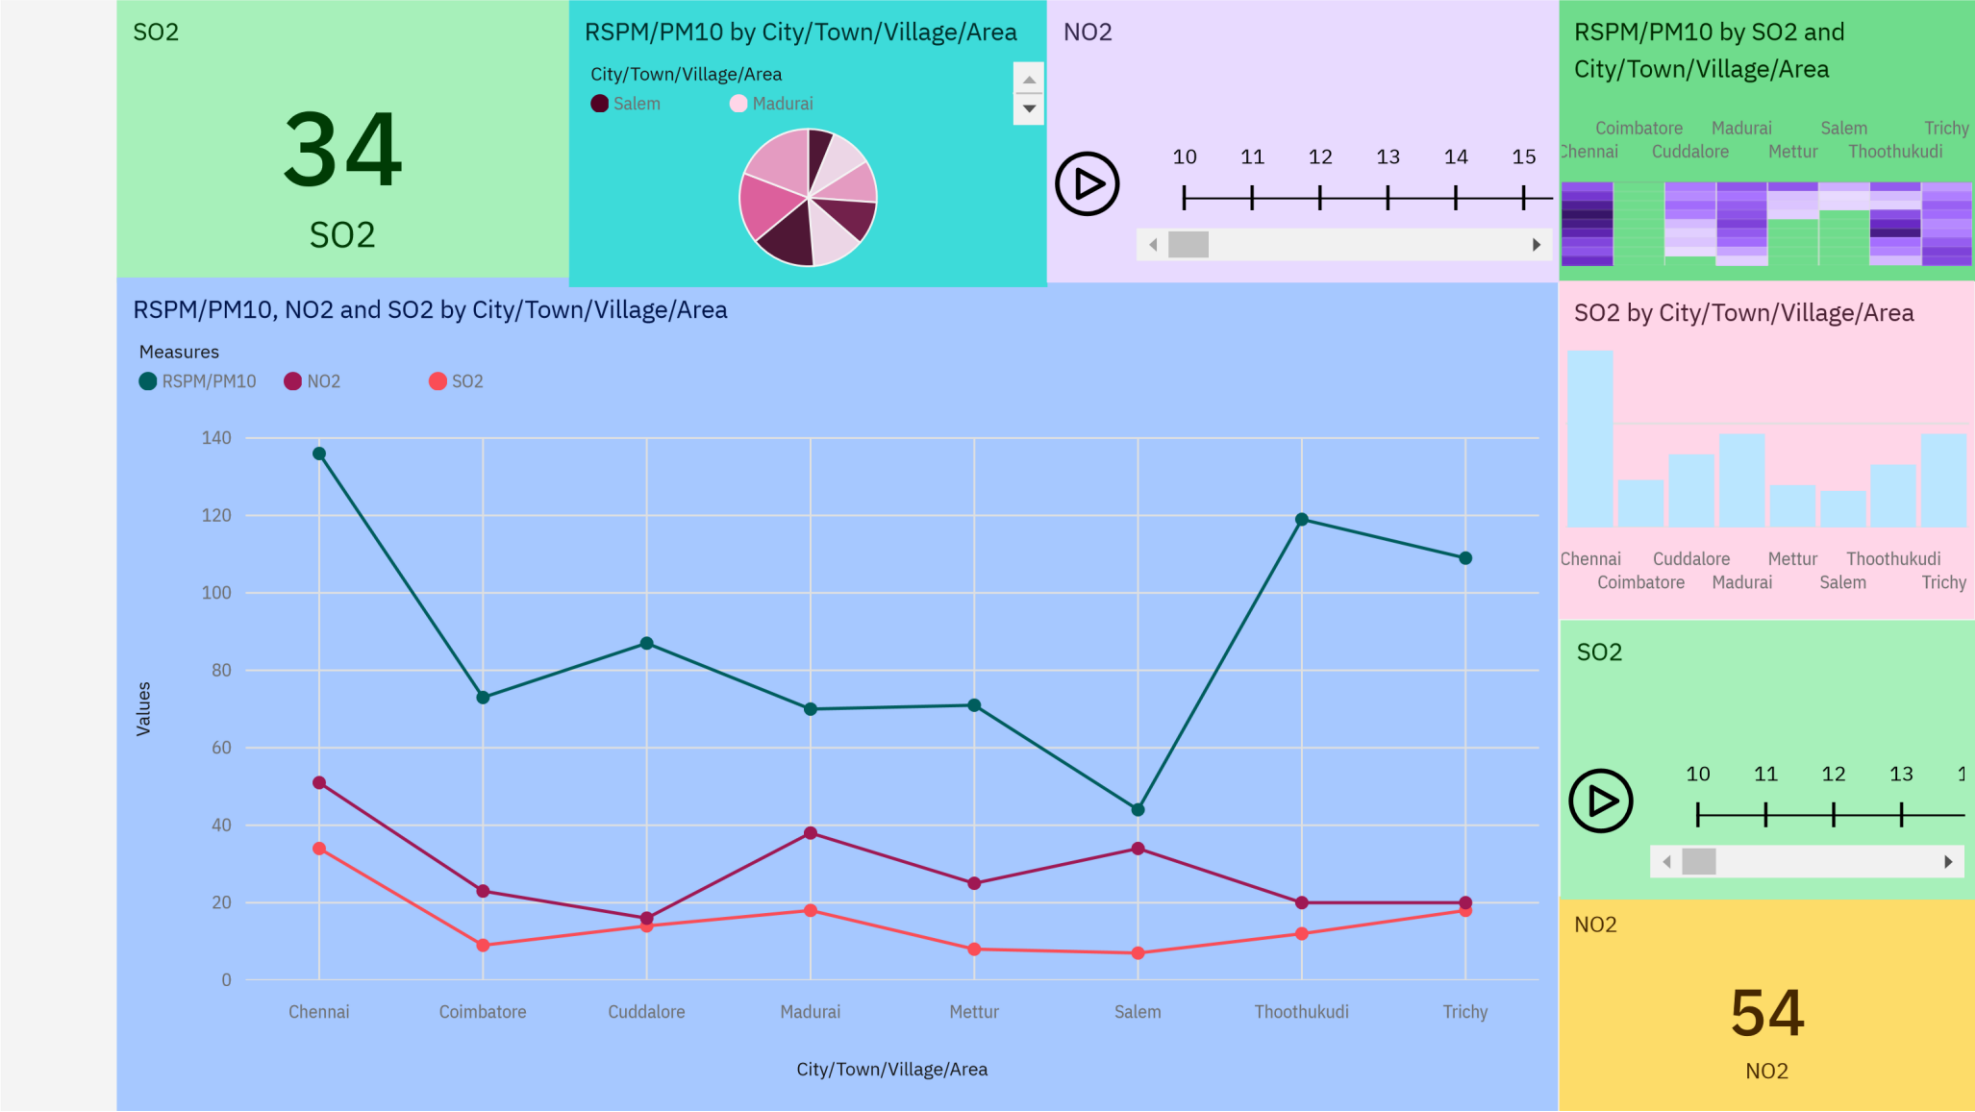 SO2
34
SO2
RSPM/PM10 by City/Town/Village/Area
City/Town/Village/Area
Salem Madurai
NO2
10 11 12 13 14 15
RSPM/PM10 by SO2 and
City/Town/Village/Area
Coimbatore Madurai Salem Trichy
Chennai Cuddalore Mettur Thoothukudi
RSPM/PM10, NO2 and SO2 by City/Town/Village/Area
Measures
RSPM/PM10 NO2 SO2
140
120
100
80
60
40
20
0
Values
Chennai Coimbatore Cuddalore Madurai Mettur Salem Thoothukudi Trichy
City/Town/Village/Area
SO2 by City/Town/Village/Area
Chennai Cuddalore Mettur Thoothukudi
Coimbatore Madurai Salem Trichy
SO2
10 11 12 13 1
NO2
54
NO2